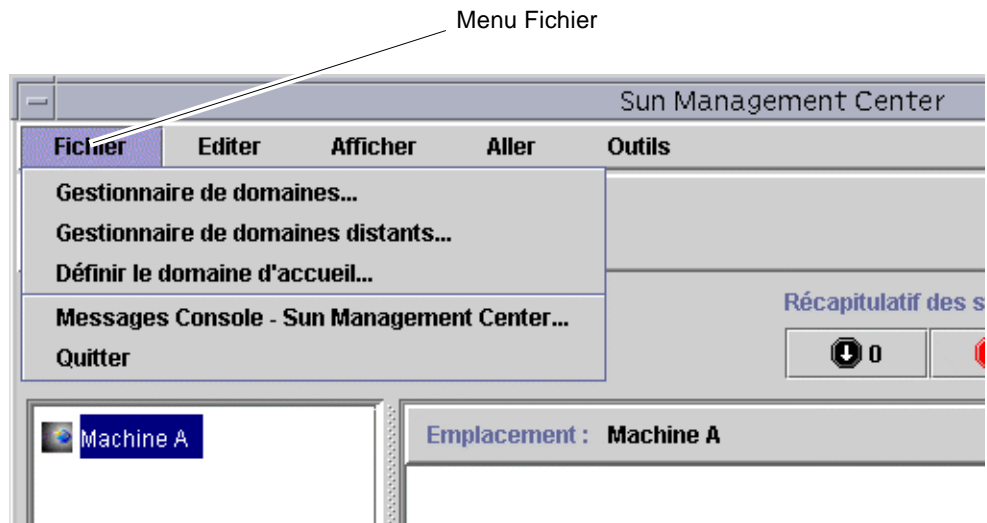 Menu Fichier
Sun Management Center
Fichier Editer Afficher Aller Outils
Gestionnaire de domaines...
Gestionnaire de domaines distants...
Définir le domaine d'accueil...
Messages Console - Sun Management Center...
Quitter
Récapitulatif des s
0
Machine A
Emplacement : Machine A